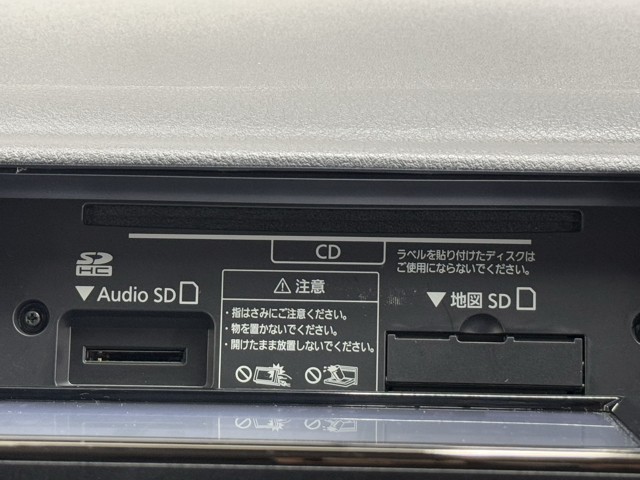 CD
ラベルを貼り付けたディスクは
ご使用にならないでください。
SD
HC
▼Audio SD
⚠注意
・指はさみにご注意ください。
・物を置かないでください。
・開けたまま放置しないでください。
▼地図 SD